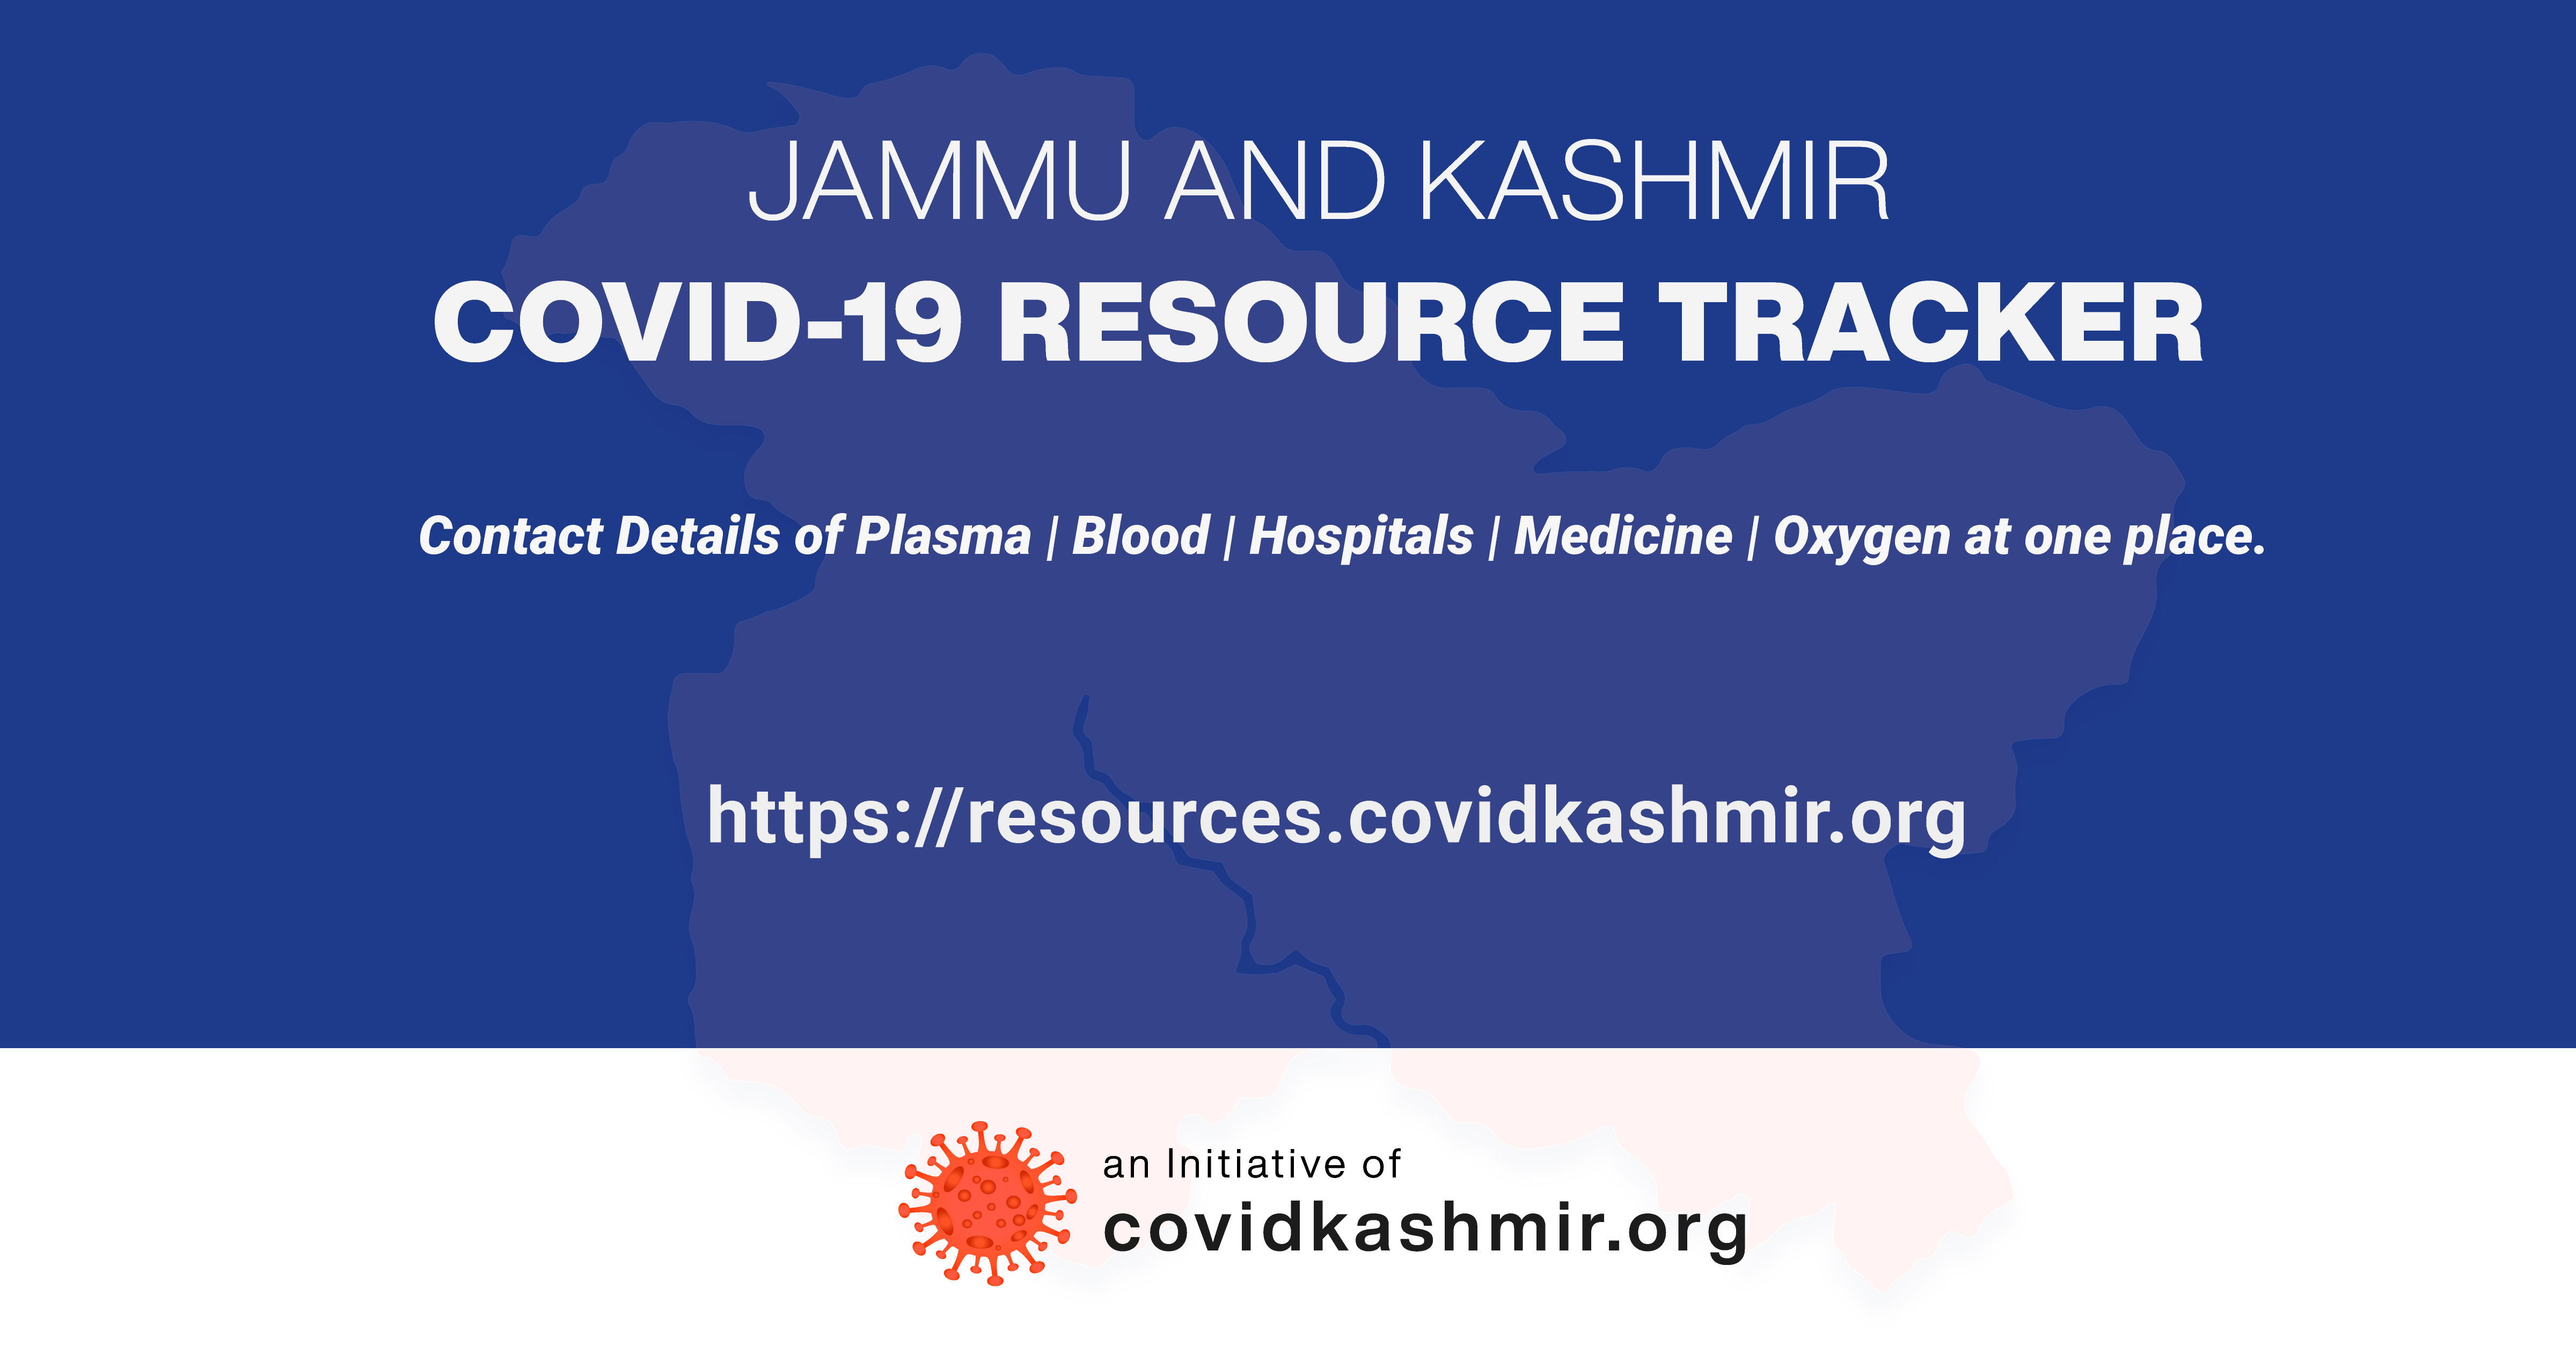 JAMMU AND KASHMIR
COVID-19 RESOURCE TRACKER
Contact Details of Plasma | Blood | Hospitals | Medicine | Oxygen at one place.
https://resources.covidkashmir.org
an Initiative of
covidkashmir.org